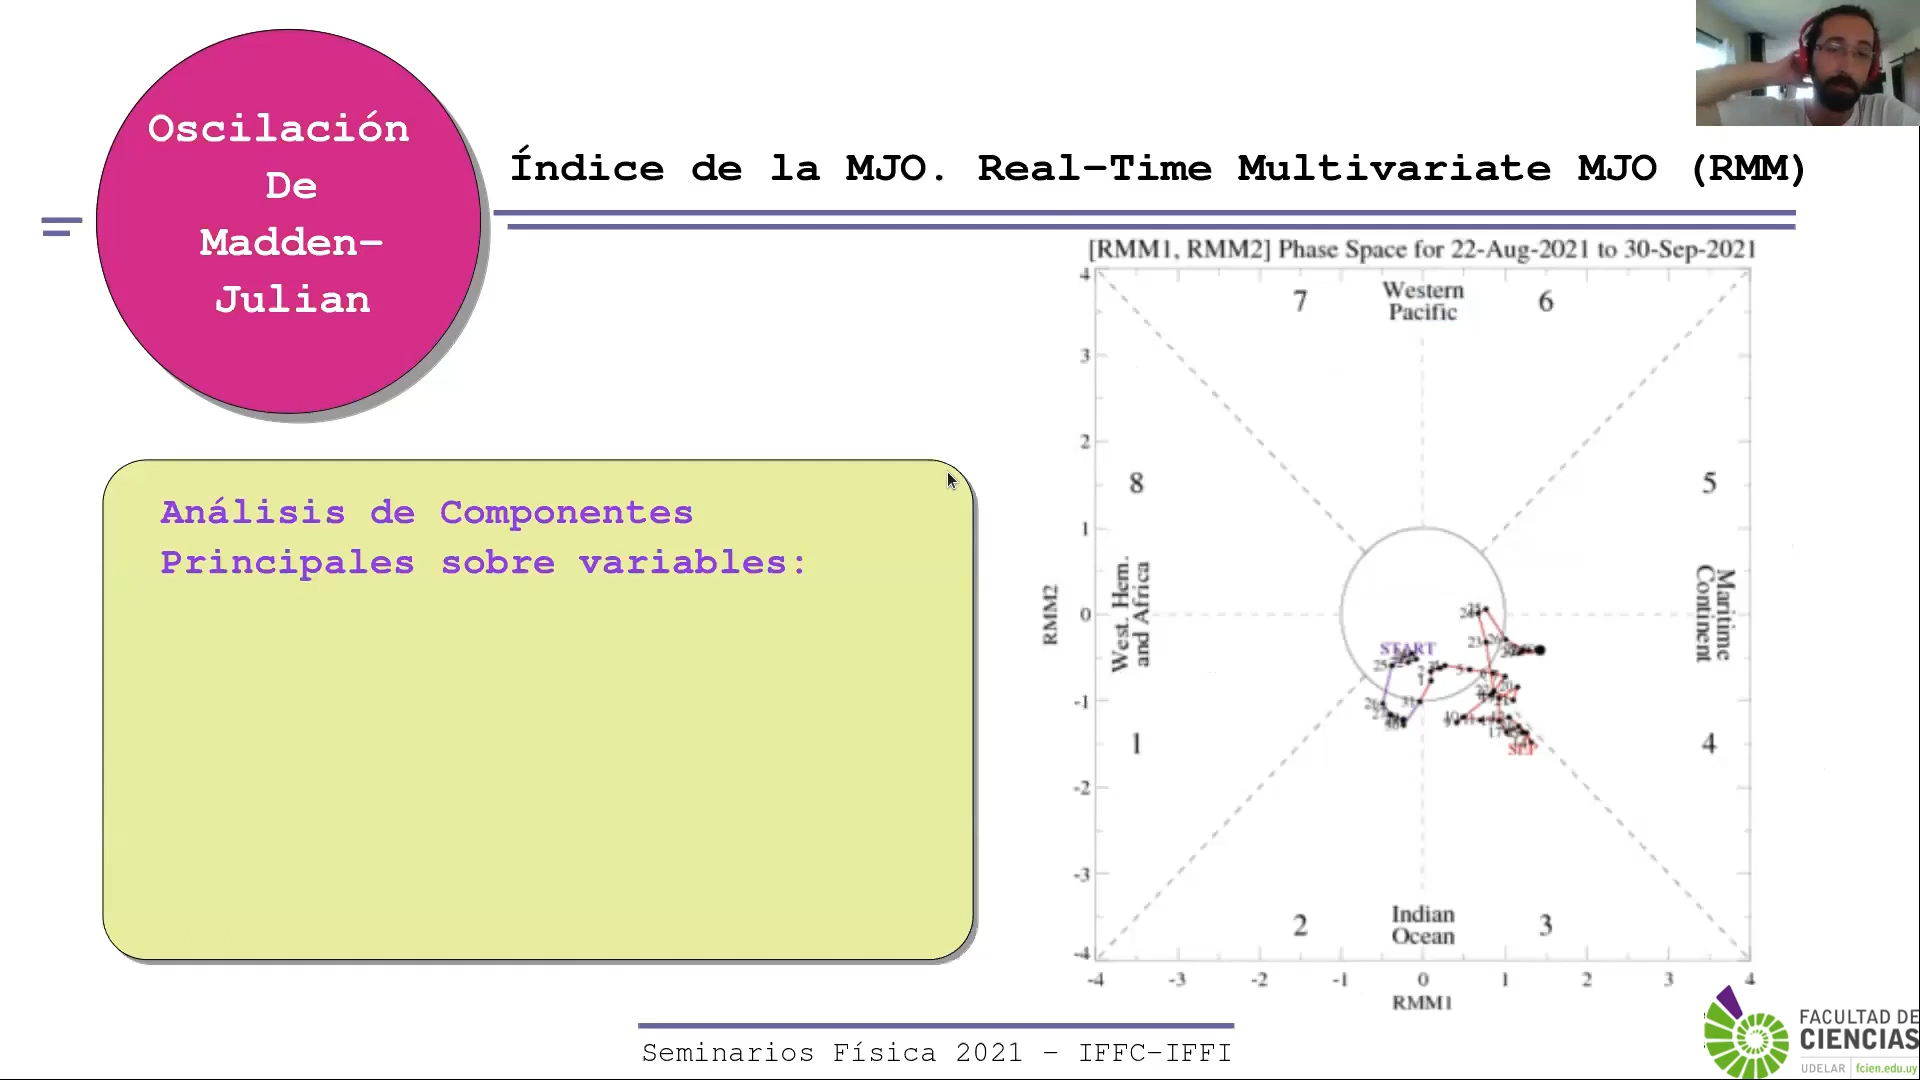 Oscilación
De
Madden-
Julian
Índice de la MJO. Real-Time Multivariate MJO (RMM)
Análisis de Componentes
Principales sobre variables:
[RMM1, RMM2] Phase Space for 22-Aug-2021 to 30-Sep-2021
4
3
2
1
0
-1
-2
-3
-4
RMM2
7
Western
Pacific
6
8
5
West. Hem.
and Africa
Maritime
Continent
START
SEP
1
4
2
Indian
Ocean
3
-4 -3 -2 -1 0 1 2 3 4
RMM1
Seminarios Física 2021 - IFFC-IFFI
FACULTAD DE
CIENCIAS
UDELAR | fcien.edu.uy